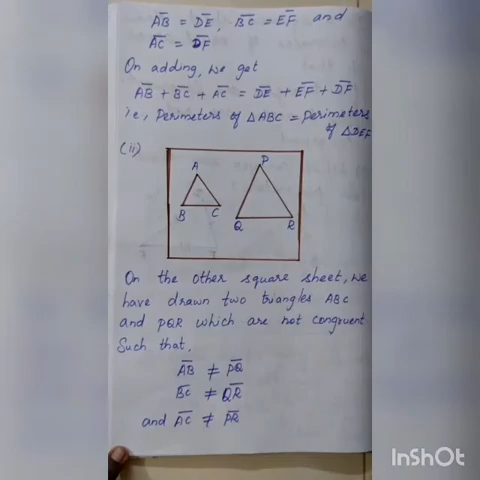 AB = DE, BC = EF and
AC = DF
On adding, we get
AB + BC + AC = DE + EF + DF
i.e, Perimeters of △ABC = Perimeters
of △DEF
(ii)
A
P
B
C
Q
R
On the other square sheet, we
have drawn two triangles ABC
and PQR which are not congruent
Such that,
AB ≠ PQ
BC ≠ QR
and AC ≠ PR
InShOt